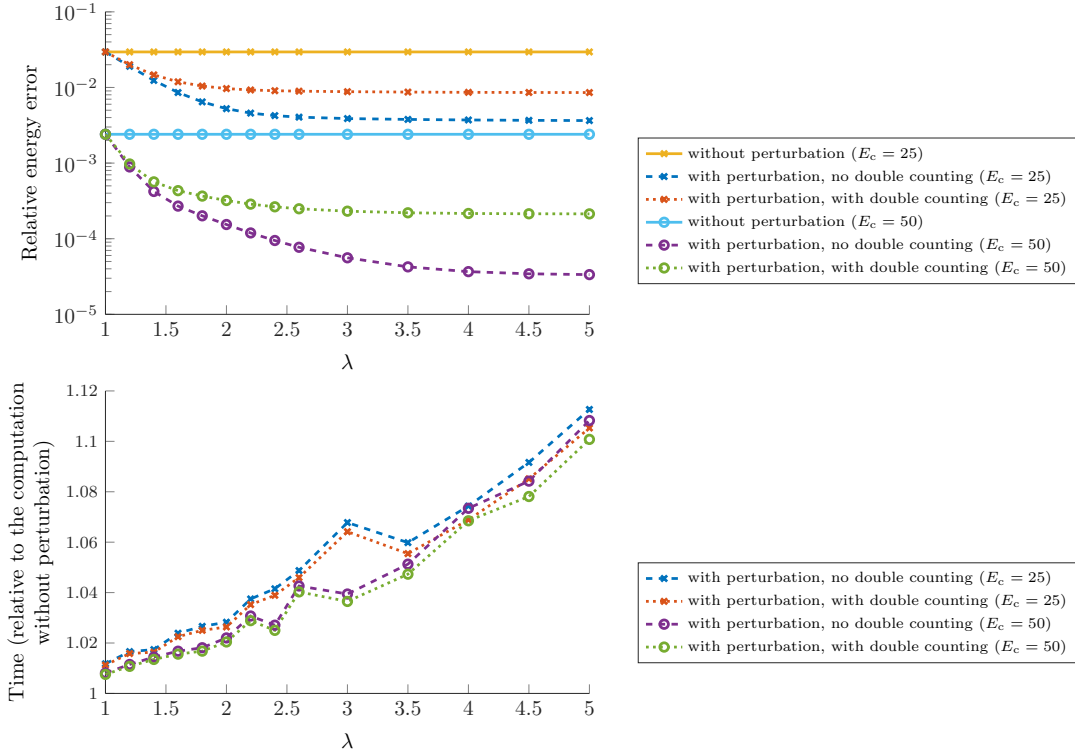 10^−1
10^−2
10^−3
10^−4
10^−5
Relative energy error
1 1.5 2 2.5 3 3.5 4 4.5 5
λ
without perturbation (E_c = 25)
with perturbation, no double counting (E_c = 25)
with perturbation, with double counting (E_c = 25)
without perturbation (E_c = 50)
with perturbation, no double counting (E_c = 50)
with perturbation, with double counting (E_c = 50)
1.12
1.1
1.08
1.06
1.04
1.02
1
Time (relative to the computation
without perturbation)
1 1.5 2 2.5 3 3.5 4 4.5 5
λ
with perturbation, no double counting (E_c = 25)
with perturbation, with double counting (E_c = 25)
with perturbation, no double counting (E_c = 50)
with perturbation, with double counting (E_c = 50)